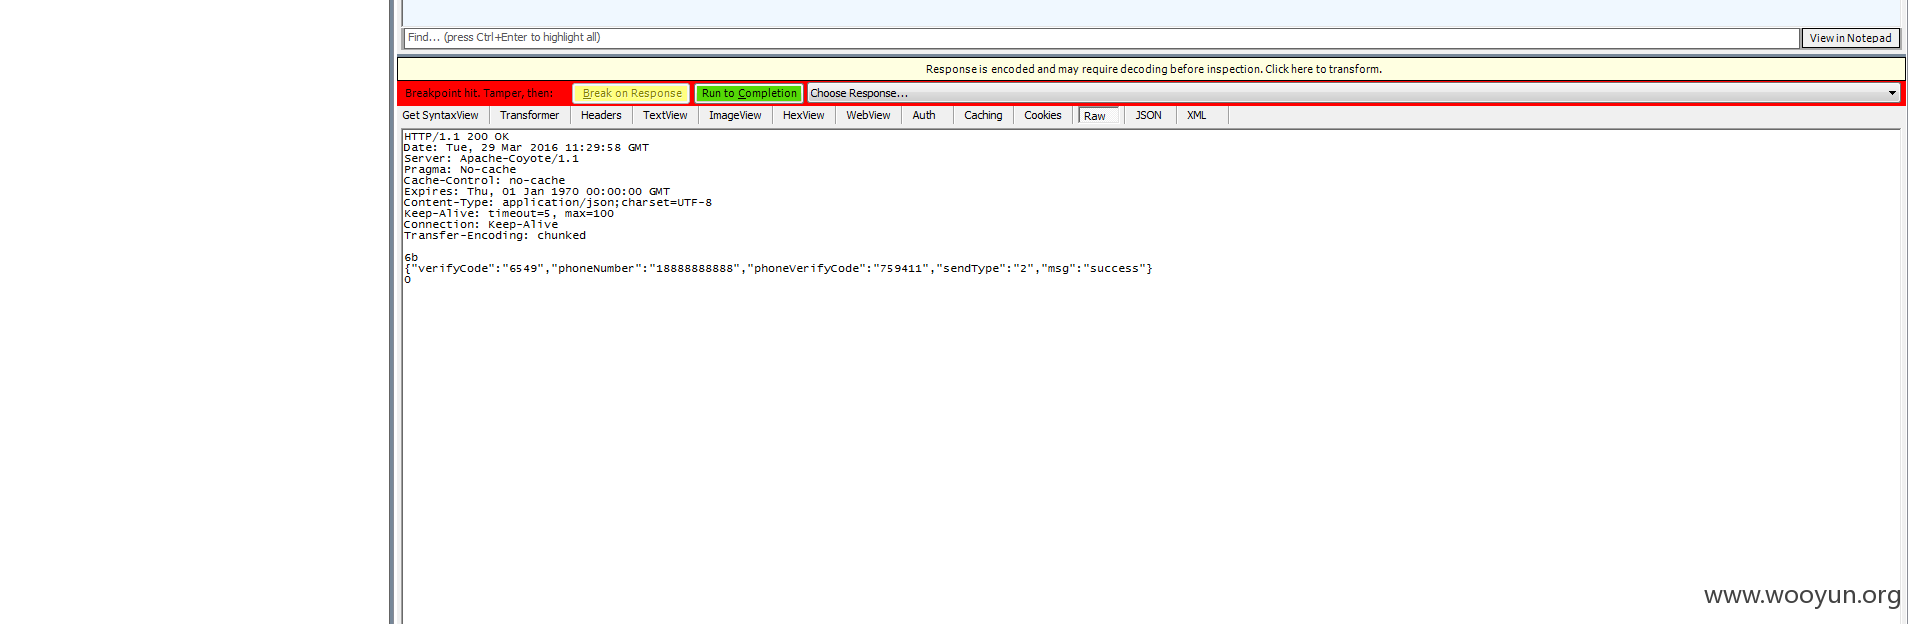 Find... (press Ctrl+Enter to highlight all)
View in Notepad
Response is encoded and may require decoding before inspection. Click here to transform.
Breakpoint hit. Tamper, then:
Break on Response
Run to Completion
Choose Response...
Get SyntaxView
Transformer
Headers
TextView
ImageView
HexView
WebView
Auth
Caching
Cookies
Raw
JSON
XML
HTTP/1.1 200 OK
Date: Tue, 29 Mar 2016 11:29:58 GMT
Server: Apache-Coyote/1.1
Pragma: No-cache
Cache-Control: no-cache
Expires: Thu, 01 Jan 1970 00:00:00 GMT
Content-Type: application/json;charset=UTF-8
Keep-Alive: timeout=5, max=100
Connection: Keep-Alive
Transfer-Encoding: chunked
6b
{"verifyCode":"6549","phoneNumber":"18888888888","phoneVerifyCode":"759411","sendType":"2","msg":"success"}
0
www.wooyun.org